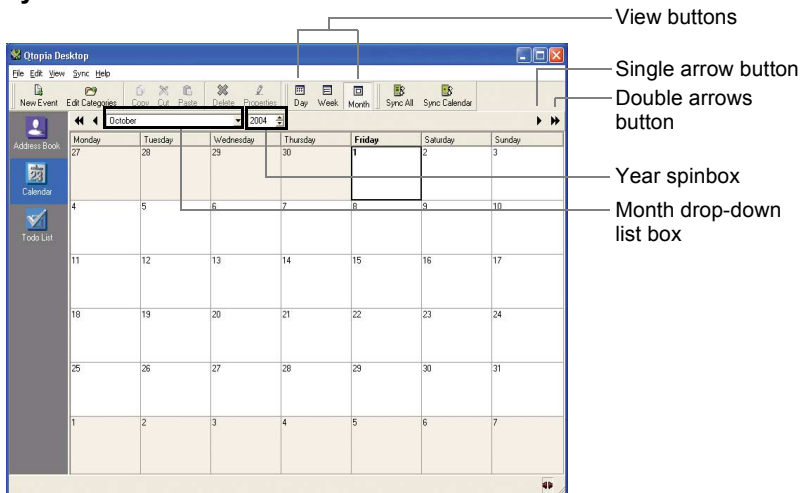 View buttons
Qtopia Desktop
File Edit View Sync Help
Single arrow button
New Event Edit Categories Copy Cut Paste Delete Properties Day Week Month Sync All Sync Calendar
Double arrows
button
October 2004
Address Book
Monday Tuesday Wednesday Thursday Friday Saturday Sunday
27 28 29 30 1 2 3
23
Calendar
Year spinbox
4 5 6 7 8 9 10
Month drop-down
list box
Todo List
11 12 13 14 15 16 17
18 19 20 21 22 23 24
25 26 27 28 29 30 31
1 2 3 4 5 6 7